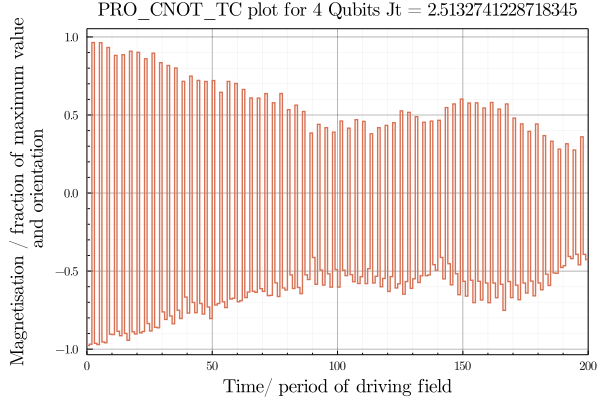 PRO_CNOT_TC plot for 4 Qubits Jt = 2.5132741228718345
Magnetisation / fraction of maximum value
and orientation
1.0
0.5
0.0
−0.5
−1.0
0 50 100 150 200
Time/ period of driving field